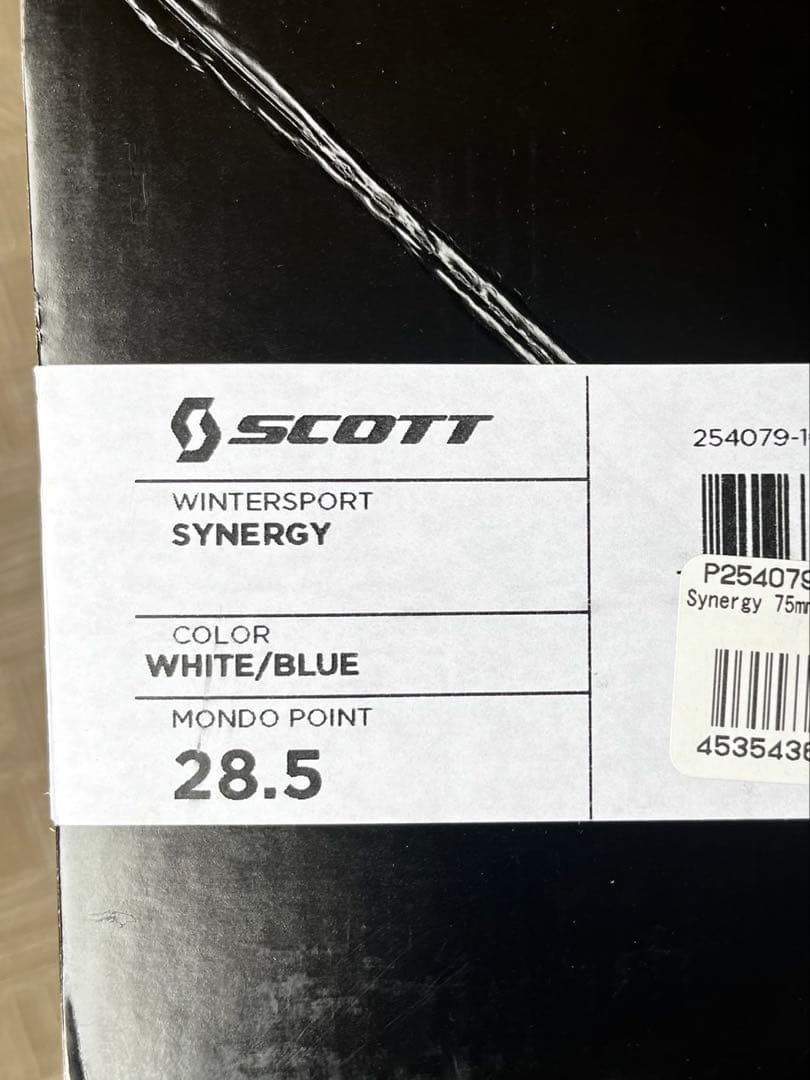 SCOTT
WINTERSPORT
SYNERGY
COLOR
WHITE/BLUE
MONDO POINT
28.5
254079-1
P254079
Synergy 75mm
4535436